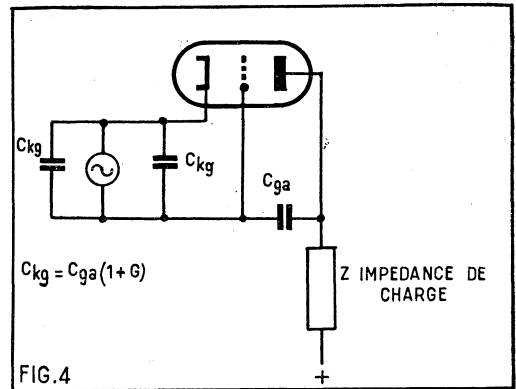 Ckg
Ckg
Cga
Ckg = Cga (1 + G)
Z IMPEDANCE DE
CHARGE
FIG.4
+